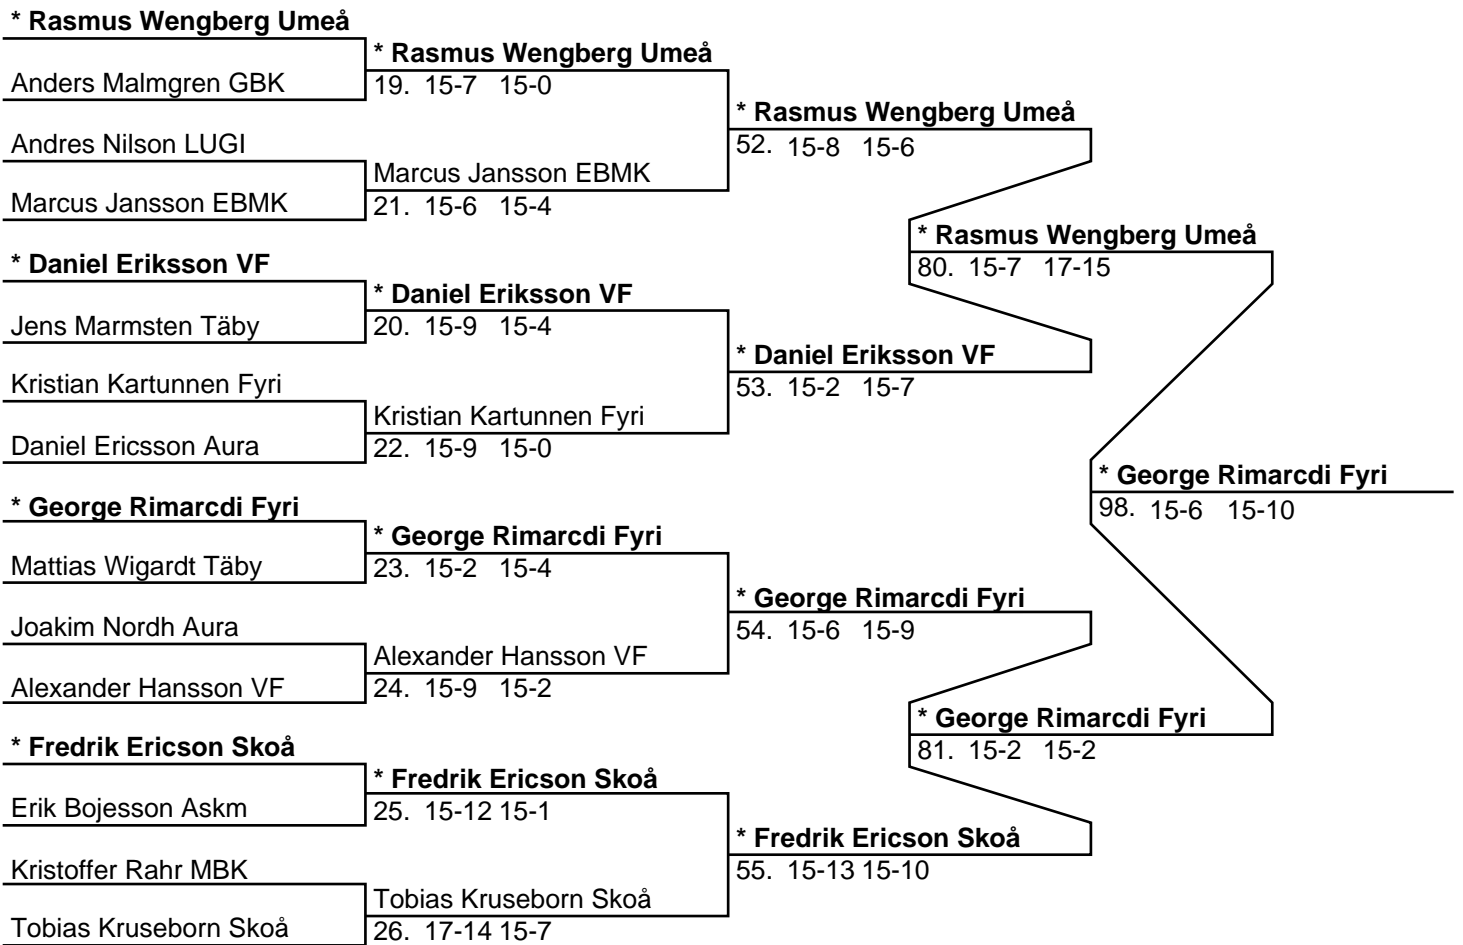 * Rasmus Wengberg Umeå
* Rasmus Wengberg Umeå
Anders Malmgren GBK
19. 15-7 15-0
* Rasmus Wengberg Umeå
Andres Nilson LUGI
52. 15-8 15-6
Marcus Jansson EBMK
Marcus Jansson EBMK
21. 15-6 15-4
* Rasmus Wengberg Umeå
* Daniel Eriksson VF
80. 15-7 17-15
* Daniel Eriksson VF
Jens Marmsten Täby
20. 15-9 15-4
* Daniel Eriksson VF
Kristian Kartunnen Fyri
53. 15-2 15-7
Kristian Kartunnen Fyri
Daniel Ericsson Aura
22. 15-9 15-0
* George Rimarcdi Fyri
* George Rimarcdi Fyri
98. 15-6 15-10
* George Rimarcdi Fyri
Mattias Wigardt Täby
23. 15-2 15-4
* George Rimarcdi Fyri
Joakim Nordh Aura
54. 15-6 15-9
Alexander Hansson VF
Alexander Hansson VF
24. 15-9 15-2
* George Rimarcdi Fyri
* Fredrik Ericson Skoå
81. 15-2 15-2
* Fredrik Ericson Skoå
Erik Bojesson Askm
25. 15-12 15-1
* Fredrik Ericson Skoå
Kristoffer Rahr MBK
55. 15-13 15-10
Tobias Kruseborn Skoå
Tobias Kruseborn Skoå
26. 17-14 15-7